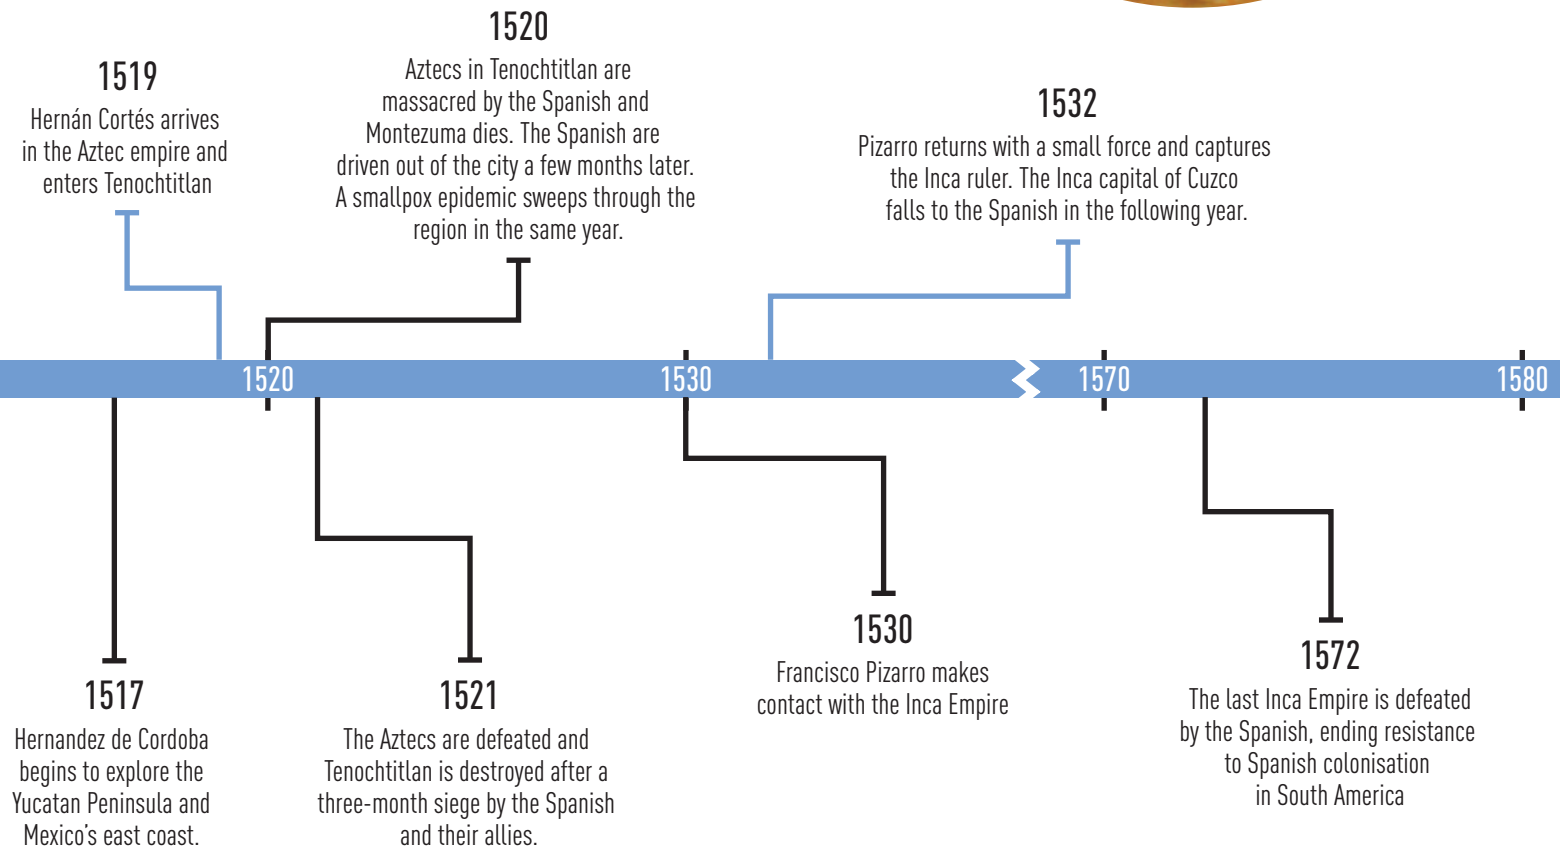 1519
Hernán Cortés arrives
in the Aztec empire and
enters Tenochtitlan
1520
Aztecs in Tenochtitlan are
massacred by the Spanish and
Montezuma dies. The Spanish are
driven out of the city a few months later.
A smallpox epidemic sweeps through the
region in the same year.
1532
Pizarro returns with a small force and captures
the Inca ruler. The Inca capital of Cuzco
falls to the Spanish in the following year.
1520
1530
1570
1580
1517
Hernandez de Cordoba
begins to explore the
Yucatan Peninsula and
Mexico's east coast.
1521
The Aztecs are defeated and
Tenochtitlan is destroyed after a
three-month siege by the Spanish
and their allies.
1530
Francisco Pizarro makes
contact with the Inca Empire
1572
The last Inca Empire is defeated
by the Spanish, ending resistance
to Spanish colonisation
in South America